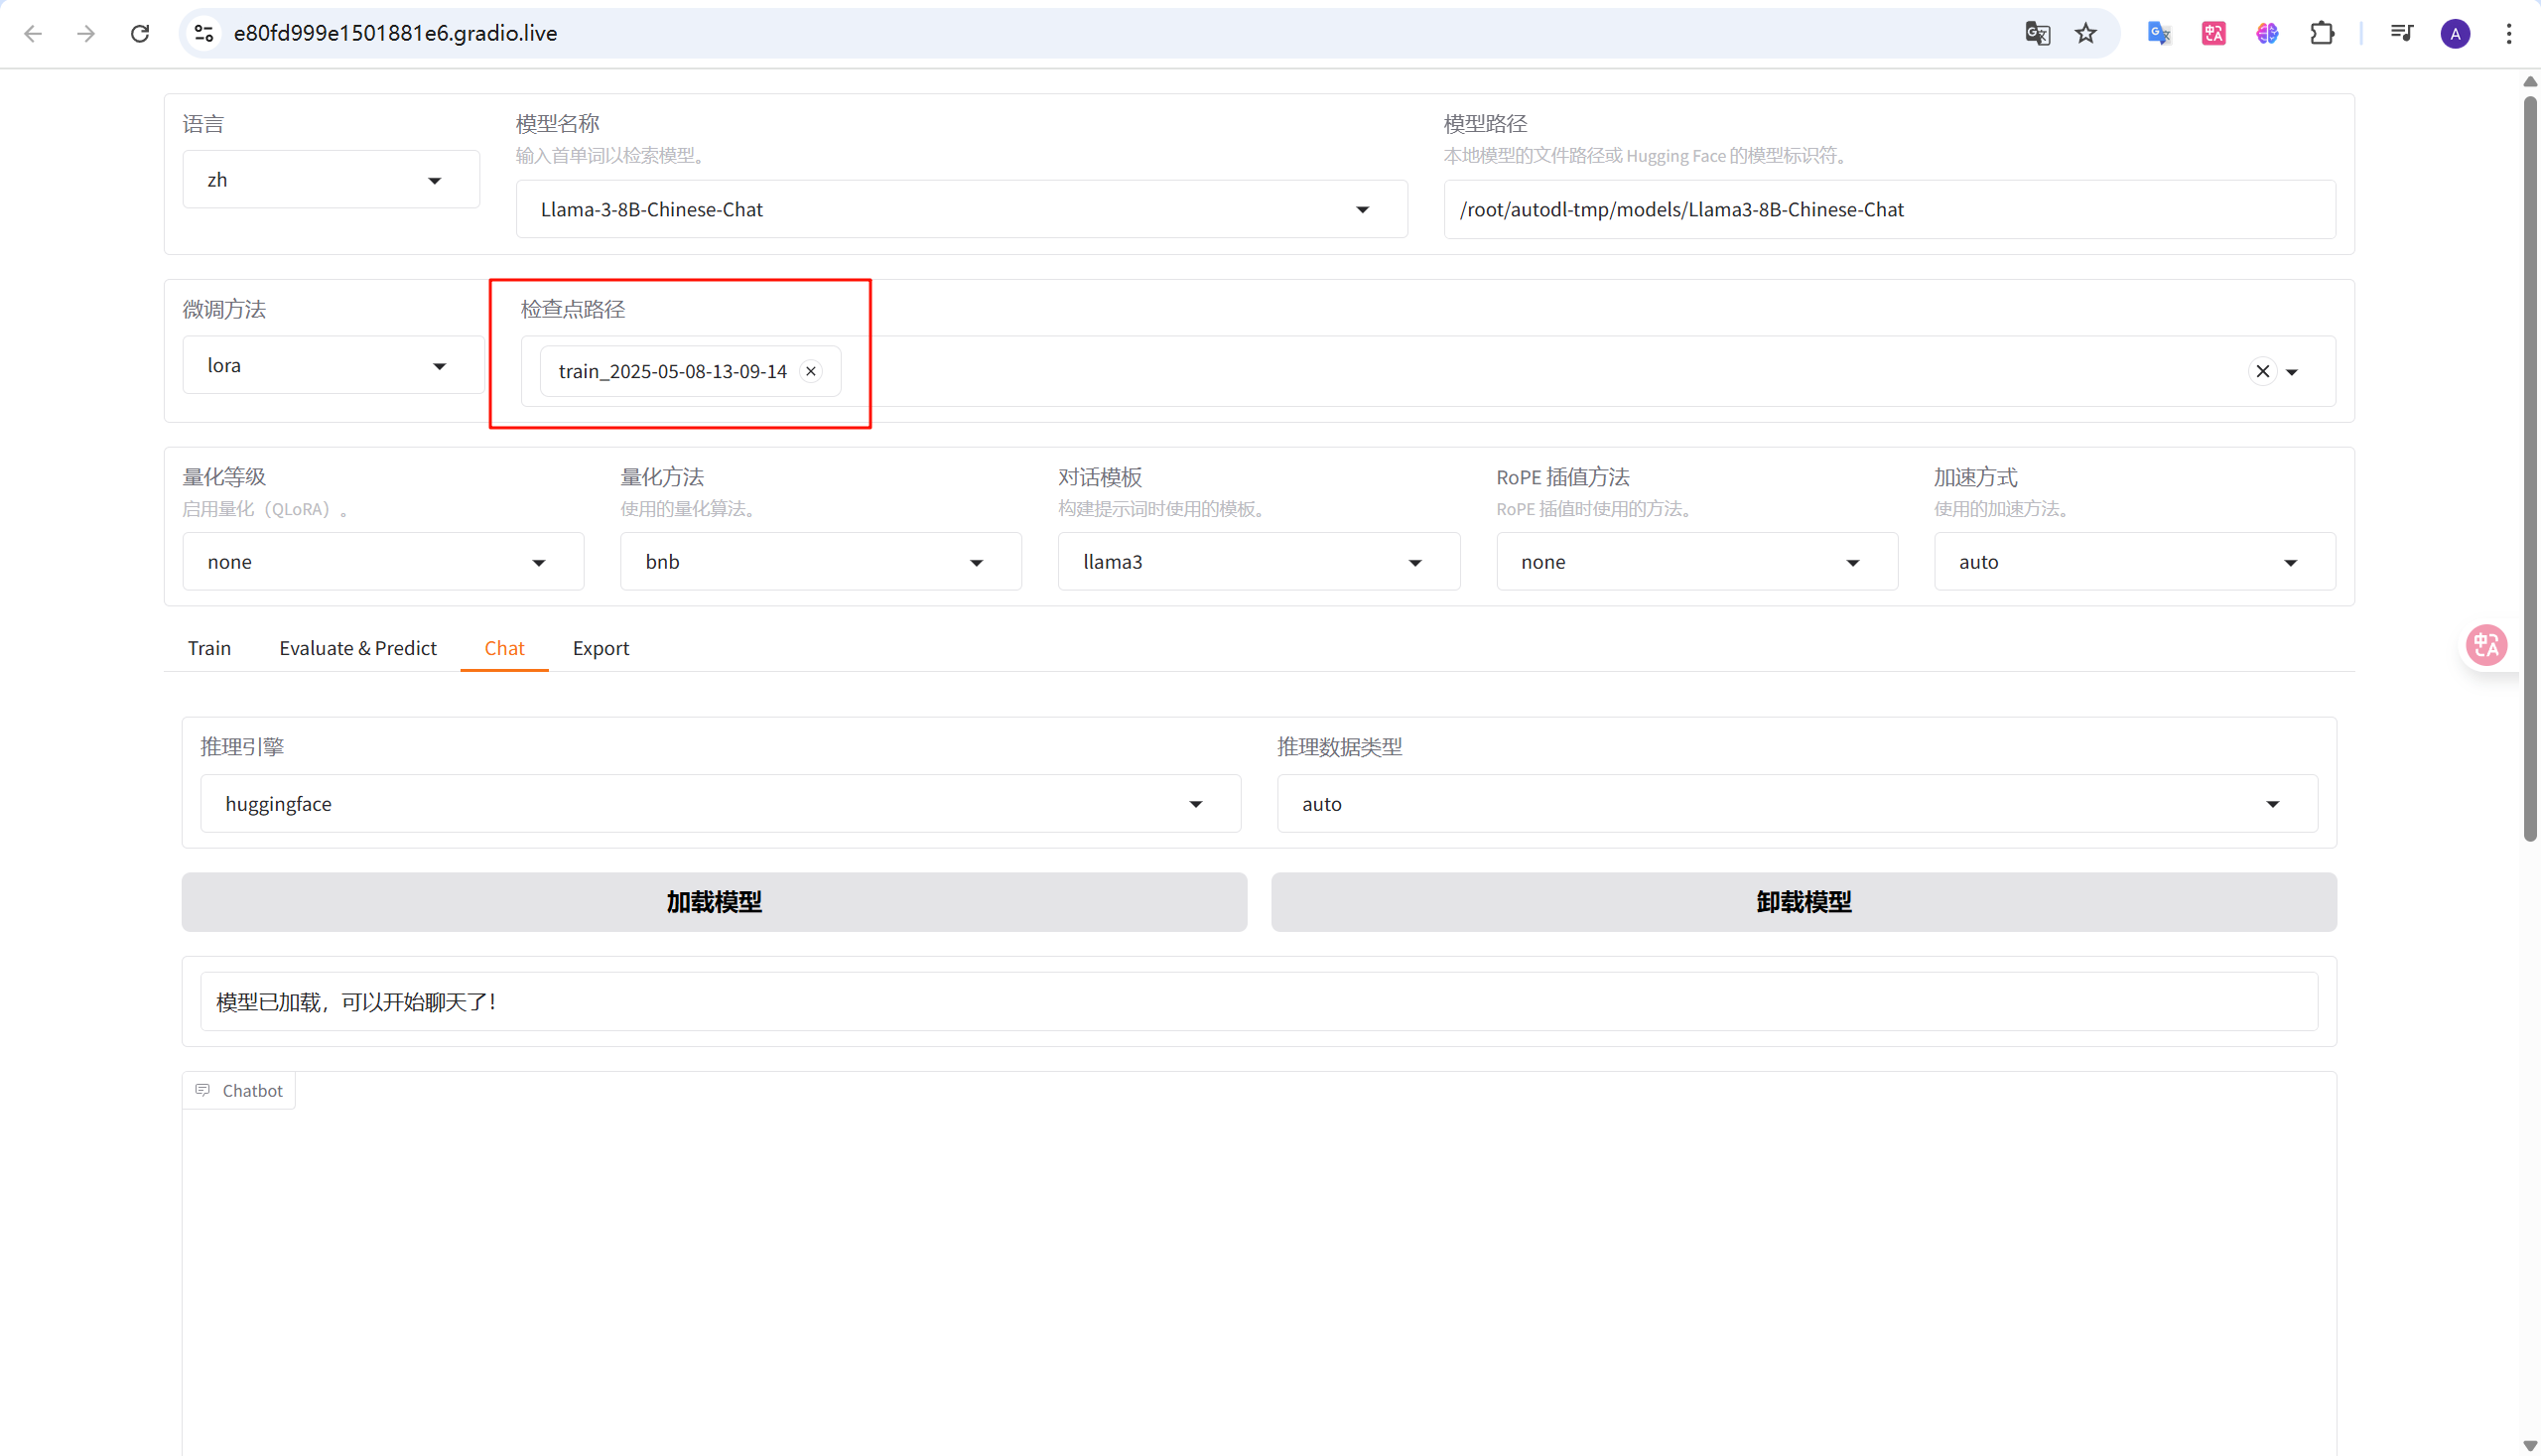 e80fd999e1501881e6.gradio.live
A
语言
模型名称
模型路径
输入首单词以检索模型。
本地模型的文件路径或 Hugging Face 的模型标识符。
zh
Llama-3-8B-Chinese-Chat
/root/autodl-tmp/models/Llama3-8B-Chinese-Chat
微调方法
检查点路径
lora
train_2025-05-08-13-09-14
量化等级
量化方法
对话模板
RoPE 插值方法
加速方式
启用量化（QLoRA）。
使用的量化算法。
构建提示词时使用的模板。
RoPE 插值时使用的方法。
使用的加速方法。
none
bnb
llama3
none
auto
Train
Evaluate & Predict
Chat
Export
中A
推理引擎
推理数据类型
huggingface
auto
加载模型
卸载模型
模型已加载，可以开始聊天了！
Chatbot